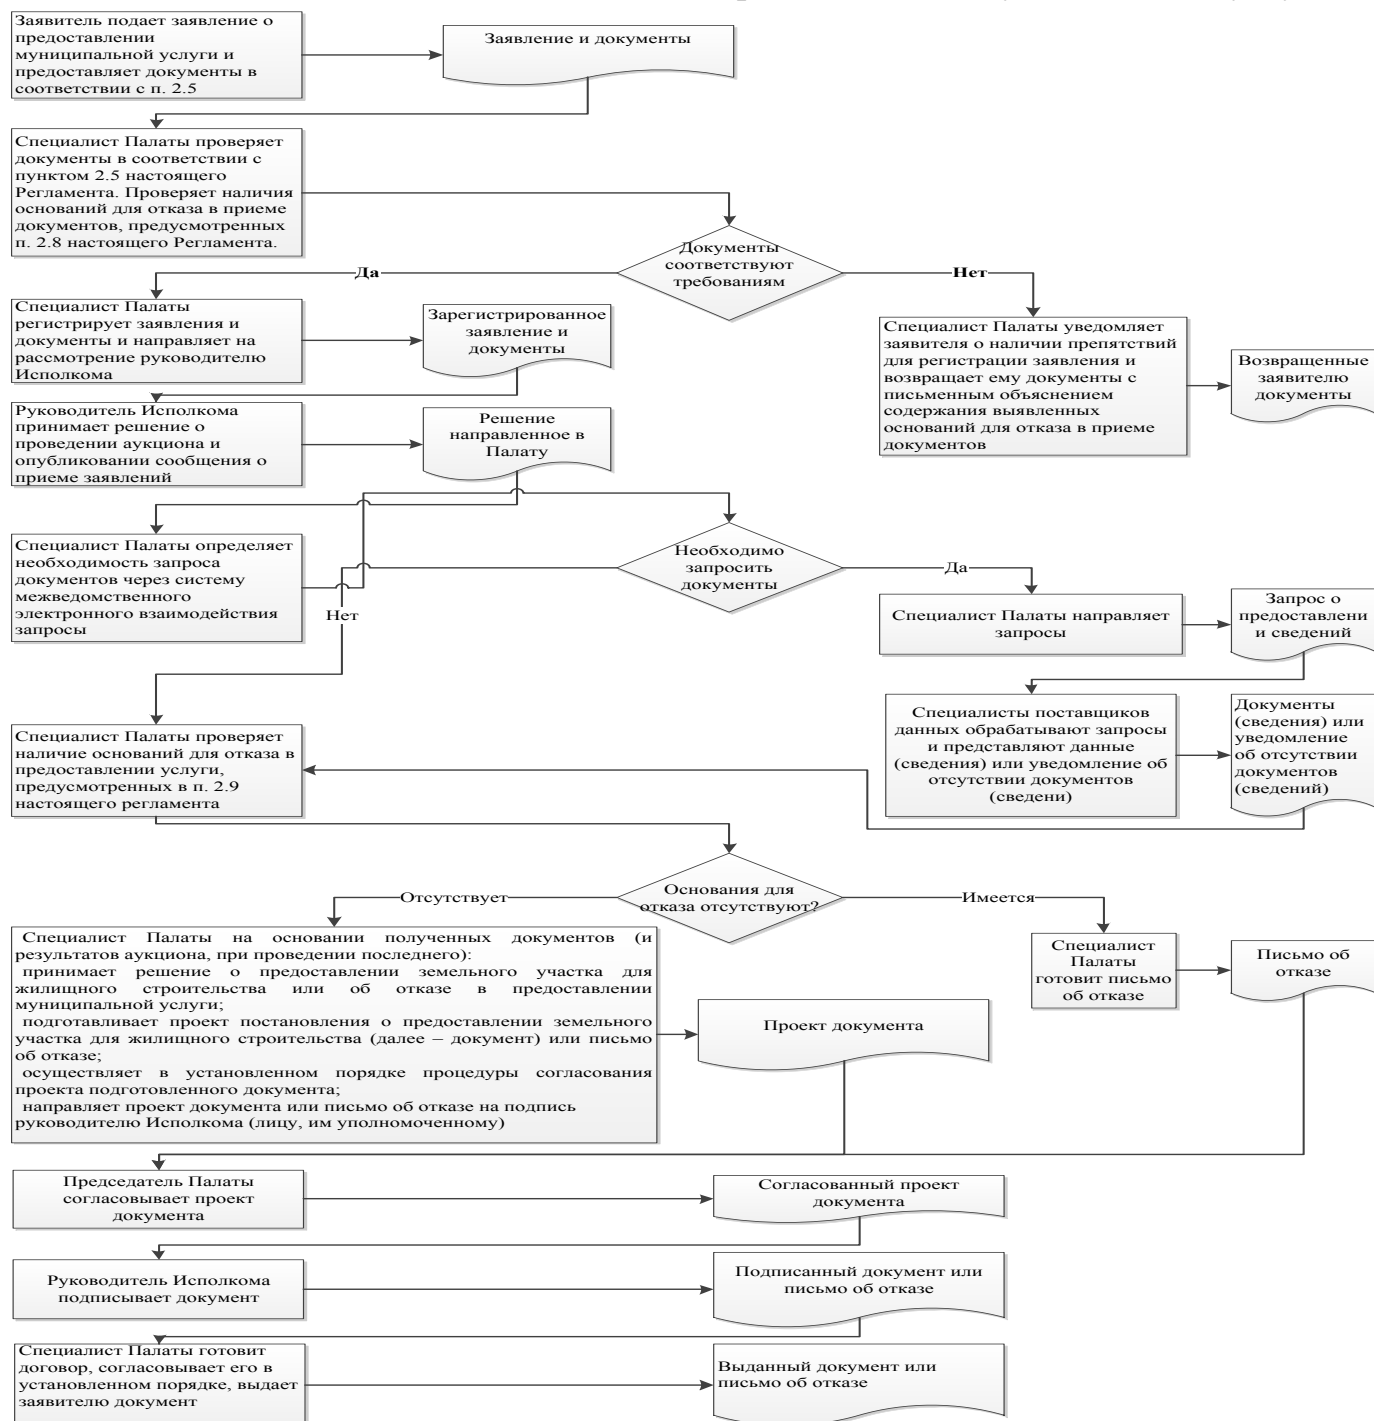 Заявитель подает заявление о
предоставлении
муниципальной услуги и
предоставляет документы в
соответствии с п. 2.5
Заявление и документы
Специалист Палаты проверяет
документы в соответствии с
пунктом 2.5 настоящего
Регламента. Проверяет наличия
оснований для отказа в приеме
документов, предусмотренных
п. 2.8 настоящего Регламента.
Документы
соответствуют
требованиям
Да
Нет
Специалист Палаты
регистрирует заявления и
документы и направляет на
рассмотрение руководителю
Исполкома
Зарегистрированное
заявление и
документы
Специалист Палаты уведомляет
заявителя о наличии препятствий
для регистрации заявления и
возвращает ему документы с
письменным объяснением
содержания выявленных
оснований для отказа в приеме
документов
Возвращенные
заявителю
документы
Руководитель Исполкома
принимает решение о
проведении аукциона и
опубликовании сообщения о
приеме заявлений
Решение
направленное в
Палату
Специалист Палаты определяет
необходимость запроса
документов через систему
межведомственного
электронного взаимодействия
запросы
Необходимо
запросить
документы
Да
Нет
Специалист Палаты направляет
запросы
Запрос о
предоставлени
и сведений
Специалисты поставщиков
данных обрабатывают запросы
и представляют данные
(сведения) или уведомление об
отсутствии документов
(сведени)
Документы
(сведения) или
уведомление
об отсутствии
документов
(сведений)
Специалист Палаты проверяет
наличие оснований для отказа в
предоставлении услуги,
предусмотренных в п. 2.9
настоящего регламента
Основания для
отказа отсутствуют?
Отсутствует
Имеется
Специалист Палаты на основании полученных документов (и
результатов аукциона, при проведении последнего):
принимает решение о предоставлении земельного участка для
жилищного строительства или об отказе в предоставлении
муниципальной услуги;
подготавливает проект постановления о предоставлении земельного
участка для жилищного строительства (далее – документ) или письмо
об отказе;
осуществляет в установленном порядке процедуры согласования
проекта подготовленного документа;
направляет проект документа или письмо об отказе на подпись
руководителю Исполкома (лицу, им уполномоченному)
Проект документа
Специалист
Палаты
готовит письмо
об отказе
Письмо об
отказе
Председатель Палаты
согласовывает проект
документа
Согласованный проект
документа
Руководитель Исполкома
подписывает документ
Подписанный документ или
письмо об отказе
Специалист Палаты готовит
договор, согласовывает его в
установленном порядке, выдает
заявителю документ
Выданный документ или
письмо об отказе